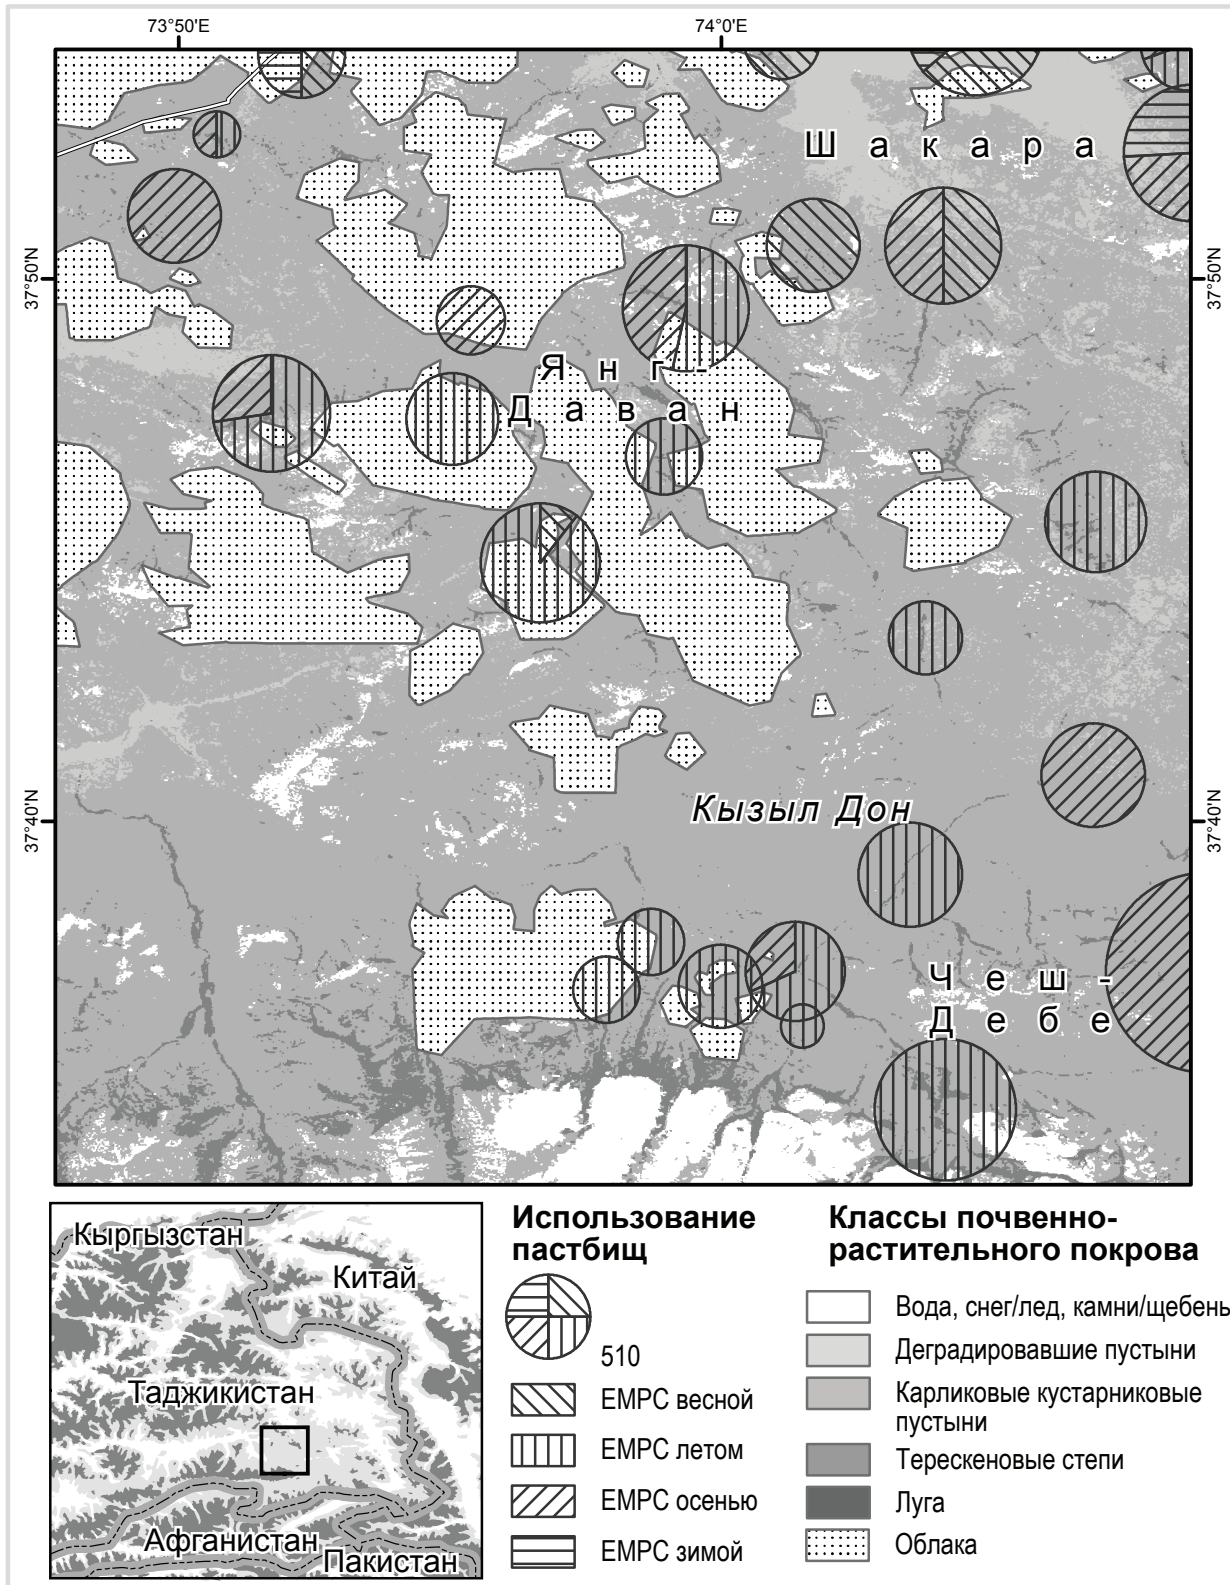 73°50'E
74°0'E
Шакара
37°50'N
37°50'N
Янг-
Даван
37°40'N
37°40'N
Кызыл Дон
Чеш-
Дебе
Кыргызстан
Китай
Таджикистан
Афганистан
Пакистан
Использование
пастбищ
510
ЕМРС весной
ЕМРС летом
ЕМРС осенью
ЕМРС зимой
Классы почвенно-
растительного покрова
Вода, снег/лед, камни/щебень
Деградировавшие пустыни
Карликовые кустарниковые
пустыни
Терескеновые степи
Луга
Облака